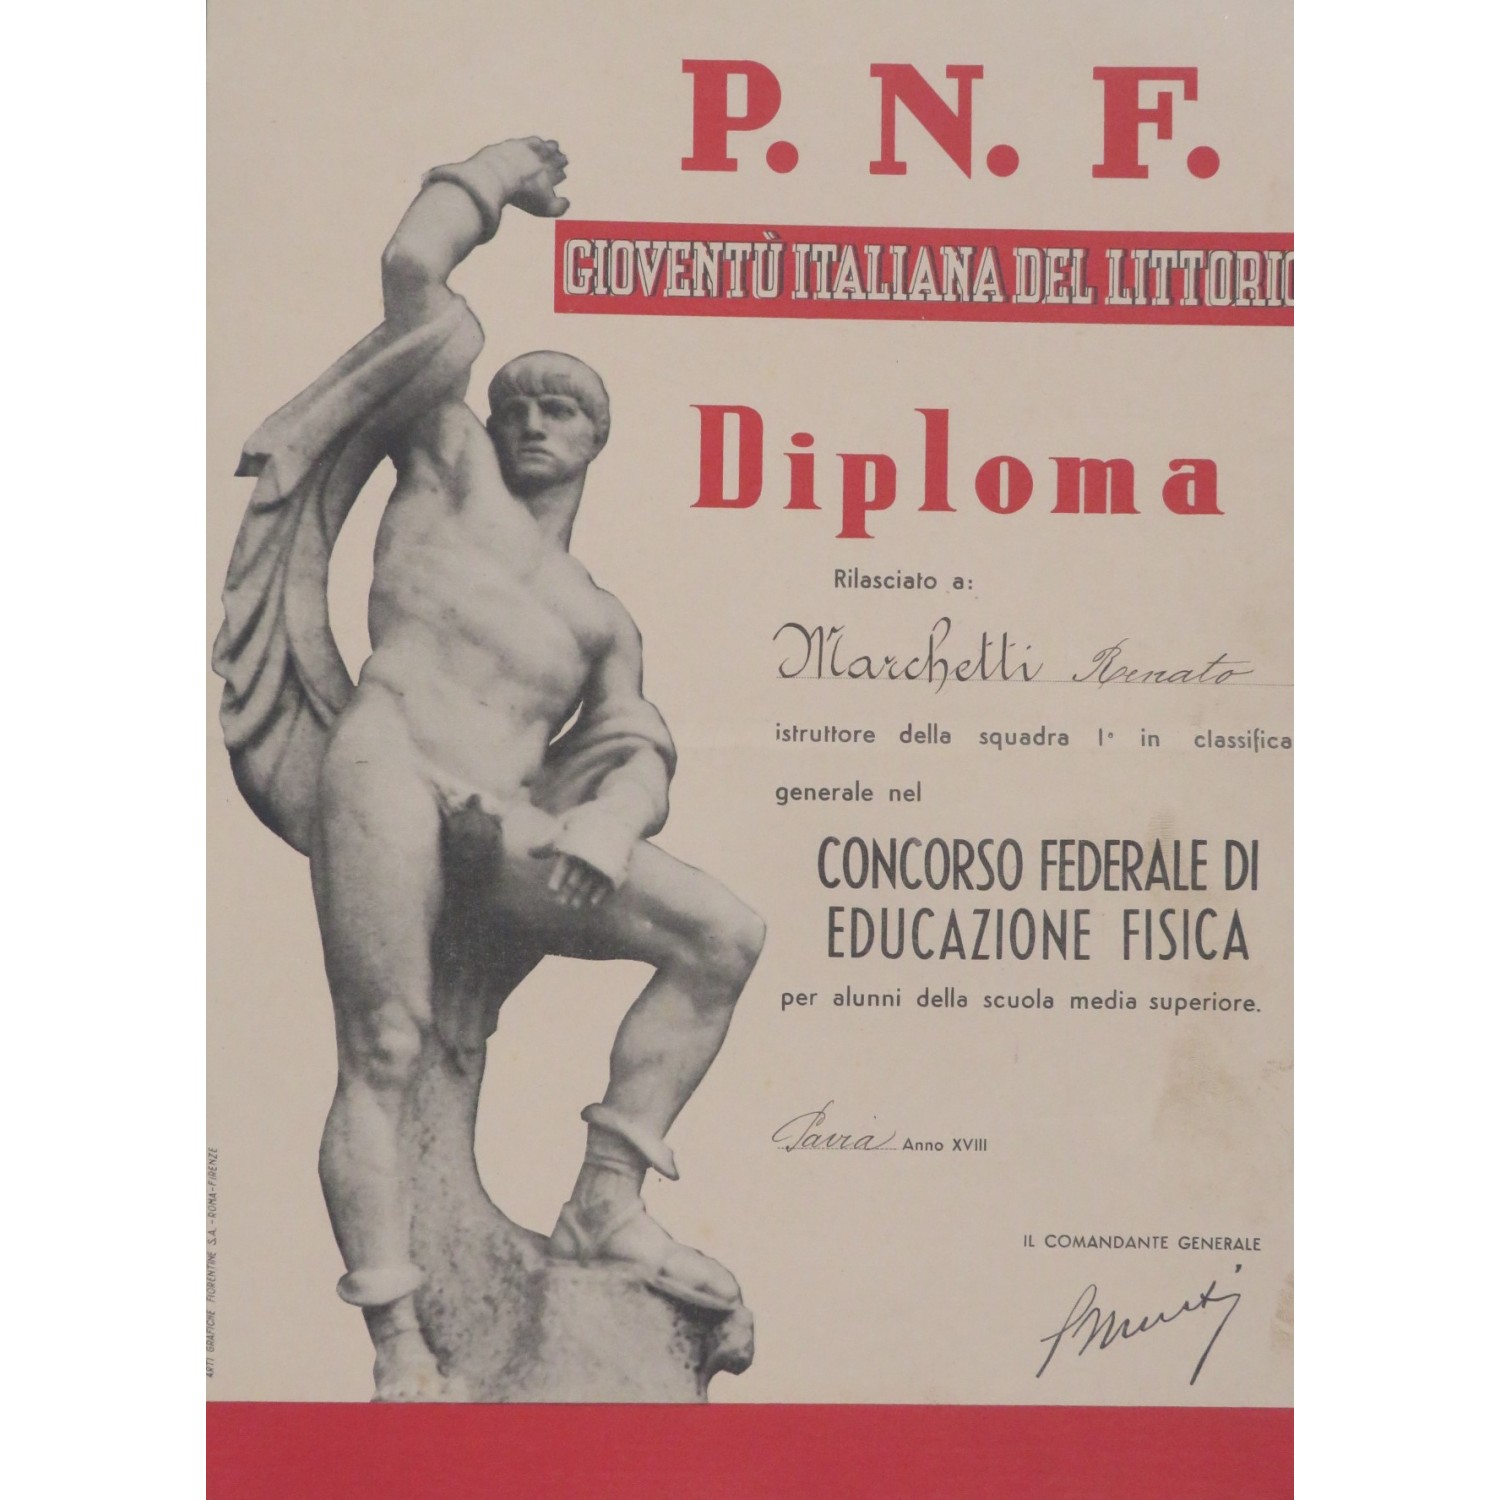 P. N. F.
GIOVENTÙ ITALIANA DEL LITTORIO
Diploma
Rilasciato a:
Marchetti Renato
istruttore della squadra Iª in classifica
generale nel
CONCORSO FEDERALE DI
EDUCAZIONE FISICA
per alunni della scuola media superiore.
Pavia Anno XVIII
IL COMANDANTE GENERALE
ARTI GRAFICHE FIORENTINE S.A. - ROMA-FIRENZE